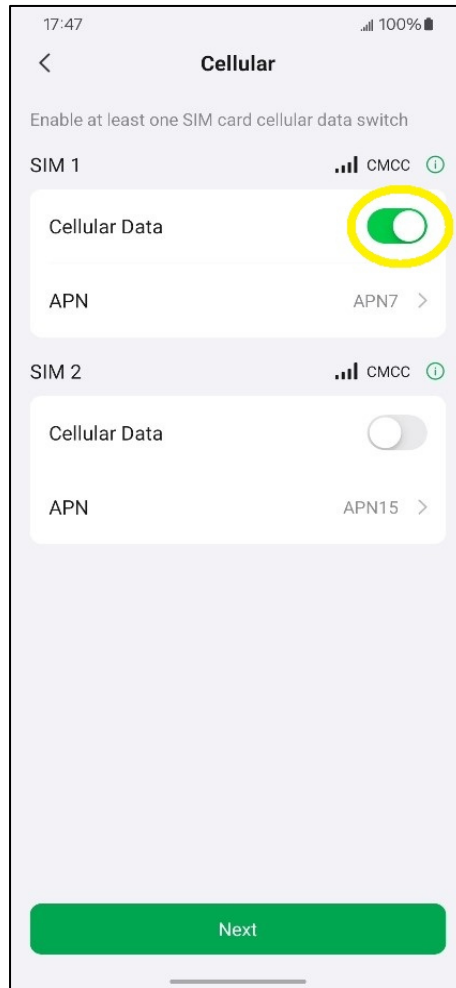 17:47 100%
Cellular
Enable at least one SIM card cellular data switch
SIM 1 CMCC
Cellular Data
APN APN7
SIM 2 CMCC
Cellular Data
APN APN15
Next